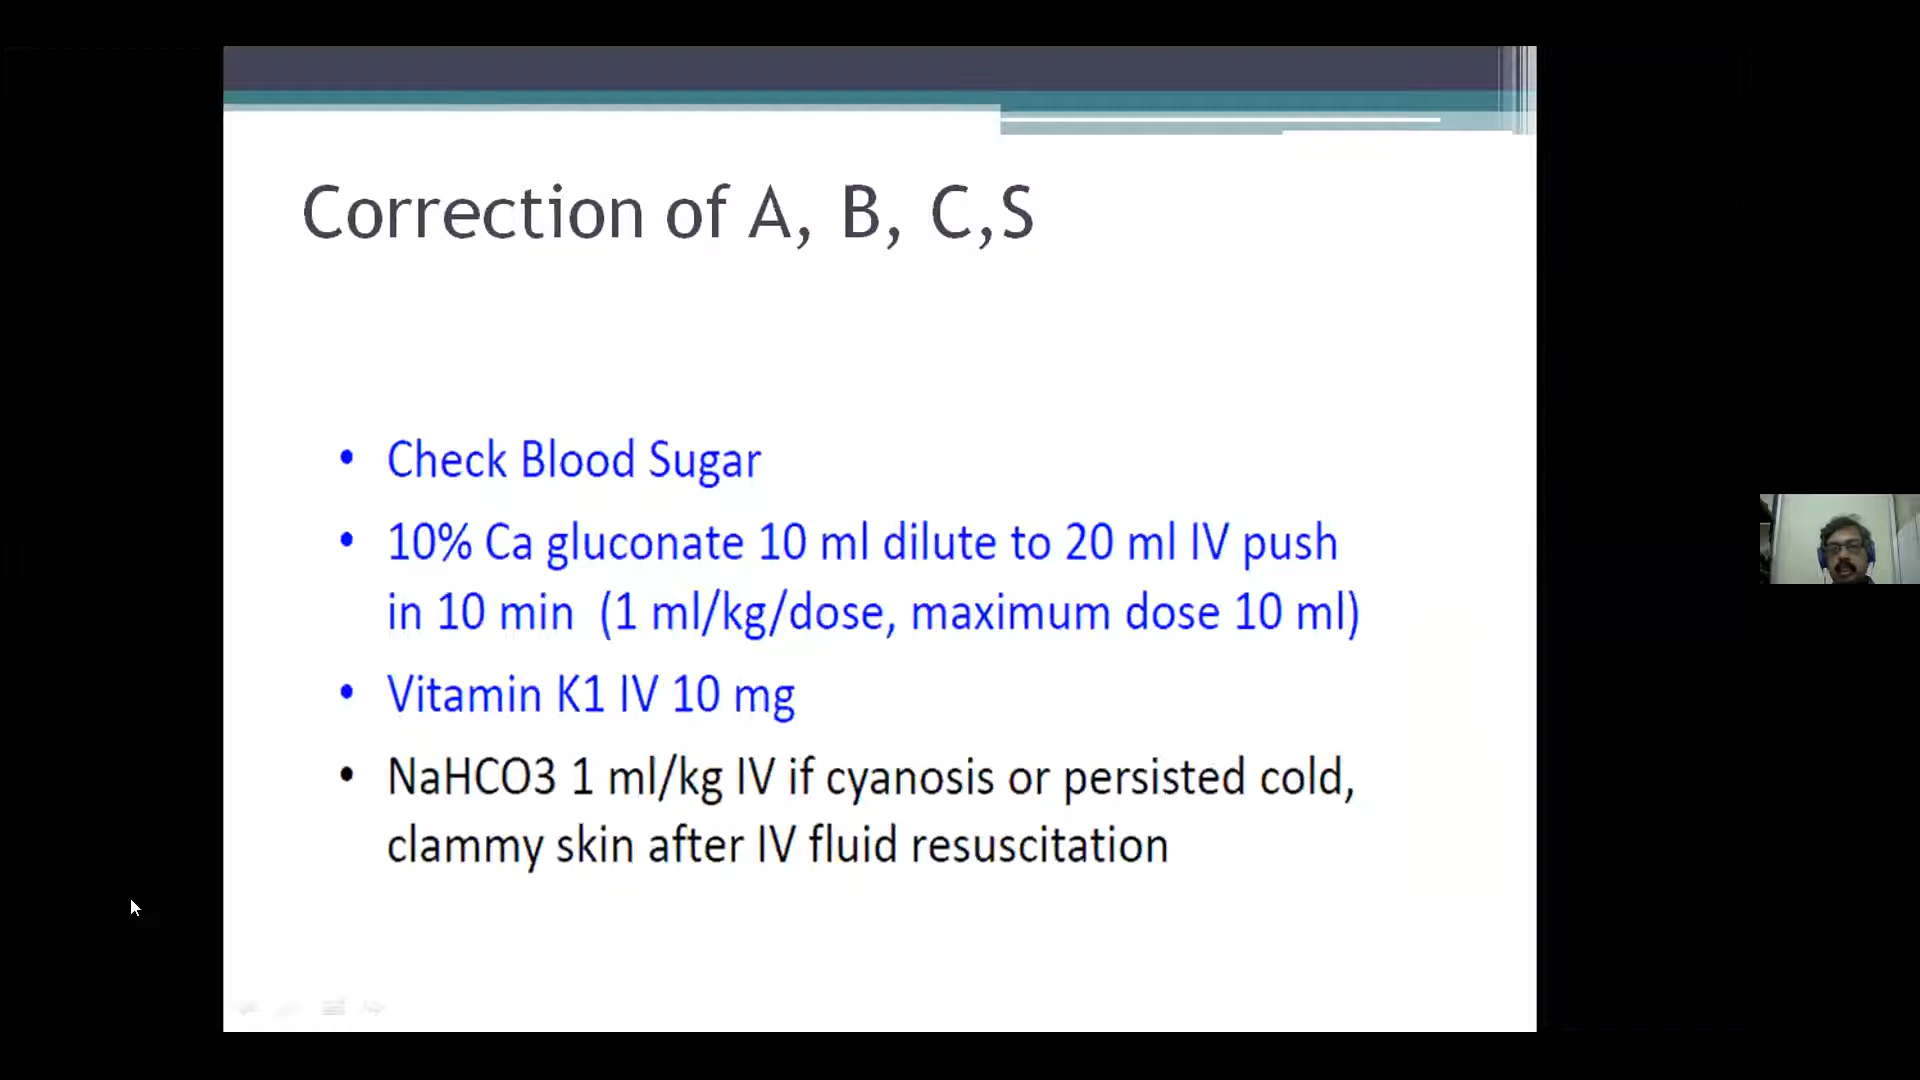 Correction of A, B, C,S
• Check Blood Sugar
• 10% Ca gluconate 10 ml dilute to 20 ml IV push
in 10 min (1 ml/kg/dose, maximum dose 10 ml)
• Vitamin K1 IV 10 mg
• NaHCO3 1 ml/kg IV if cyanosis or persisted cold,
clammy skin after IV fluid resuscitation